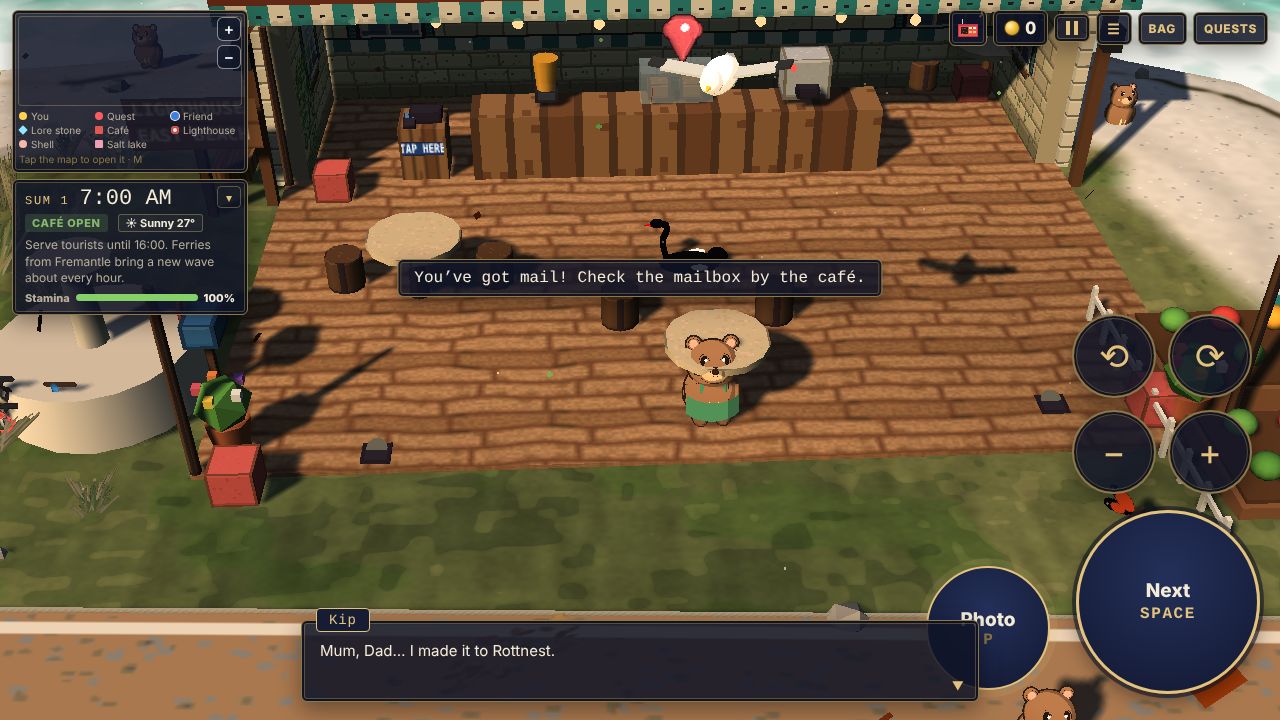 You
Quest
Friend
Lore stone
Café
Lighthouse
Shell
Salt lake
Tap the map to open it · M
+
−
SUM 1 7:00 AM
CAFÉ OPEN
☀ Sunny 27°
Serve tourists until 16:00. Ferries
from Fremantle bring a new wave
about every hour.
Stamina 100%
0
BAG
QUESTS
TAP HERE
You’ve got mail! Check the mailbox by the café.
−
+
Next
SPACE
Photo
P
Kip
Mum, Dad… I made it to Rottnest.